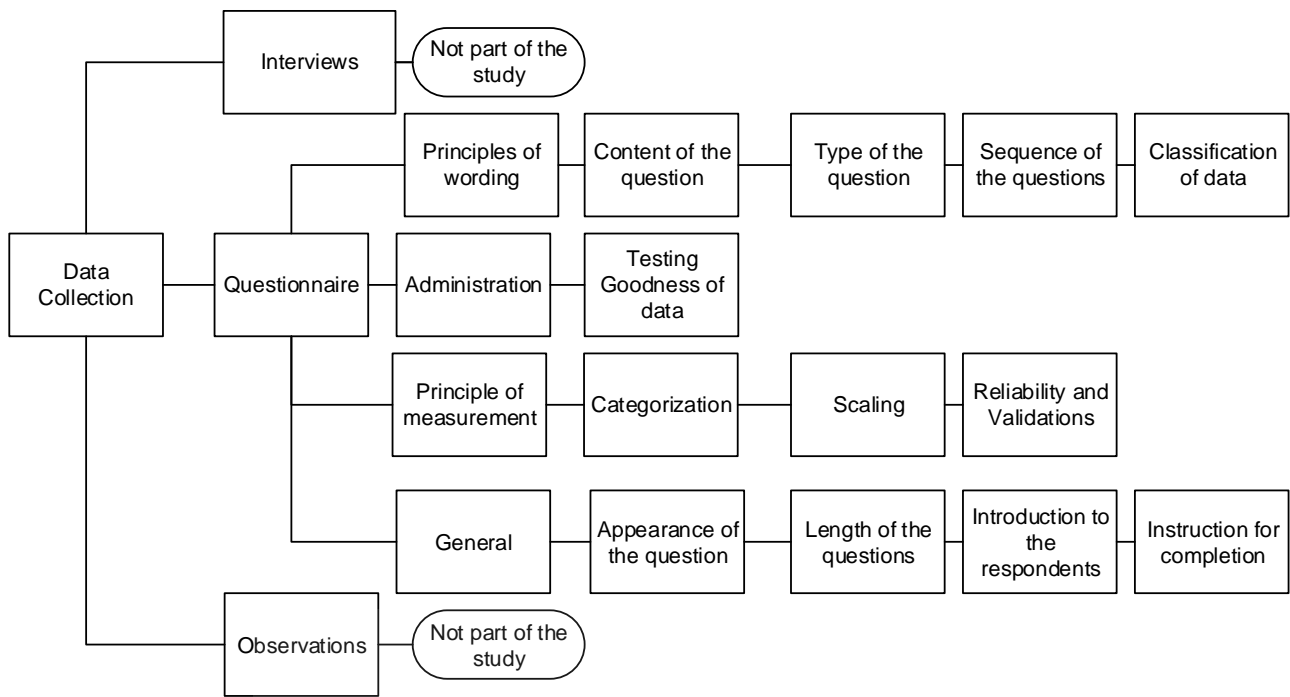 Interviews
Not part of the
study
Principles of
wording
Content of the
question
Type of the
question
Sequence of
the questions
Classification
of data
Data
Collection
Questionnaire
Administration
Testing
Goodness of
data
Principle of
measurement
Categorization
Scaling
Reliability and
Validations
General
Appearance of
the question
Length of the
questions
Introduction to
the
respondents
Instruction for
completion
Observations
Not part of the
study